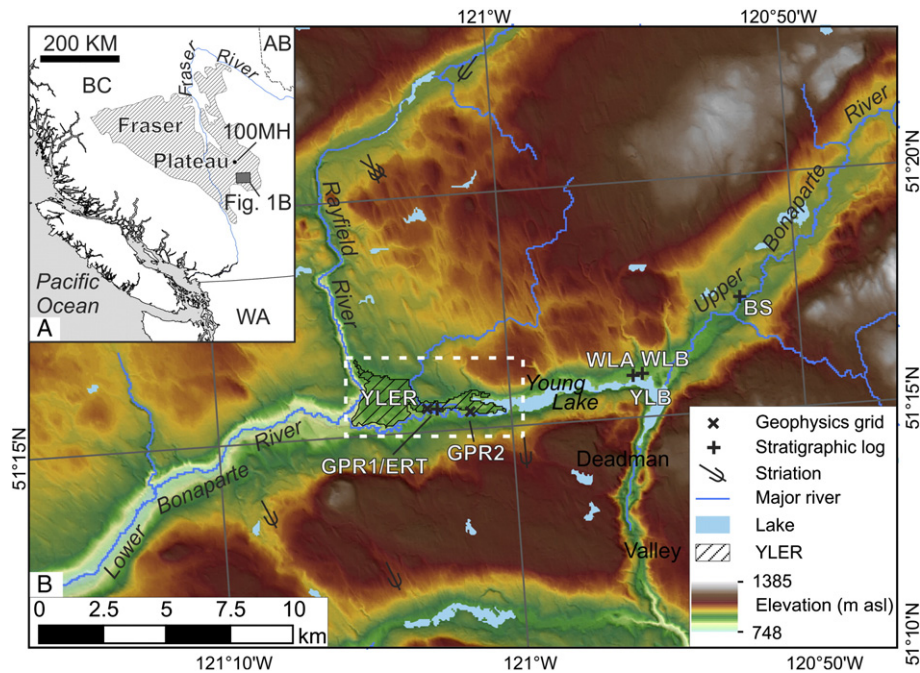 121°W
120°50'W
200 KM
AB
BC
Fraser
River
Fraser
100MH
Plateau
Fig. 1B
Pacific
Ocean
WA
A
Rayfield
River
River
Bonaparte
Upper
51°20'N
BS
WLA WLB
Young
Lake
YLB
YLER
51°15'N
GPR1/ERT
GPR2
51°15'N
River
Bonaparte
Lower
Deadman
Valley
B
0 2.5 5 7.5 10
km
Geophysics grid
Stratigraphic log
Striation
Major river
Lake
YLER
1385
Elevation (m asl)
748
51°10'N
121°10'W
121°W
120°50'W